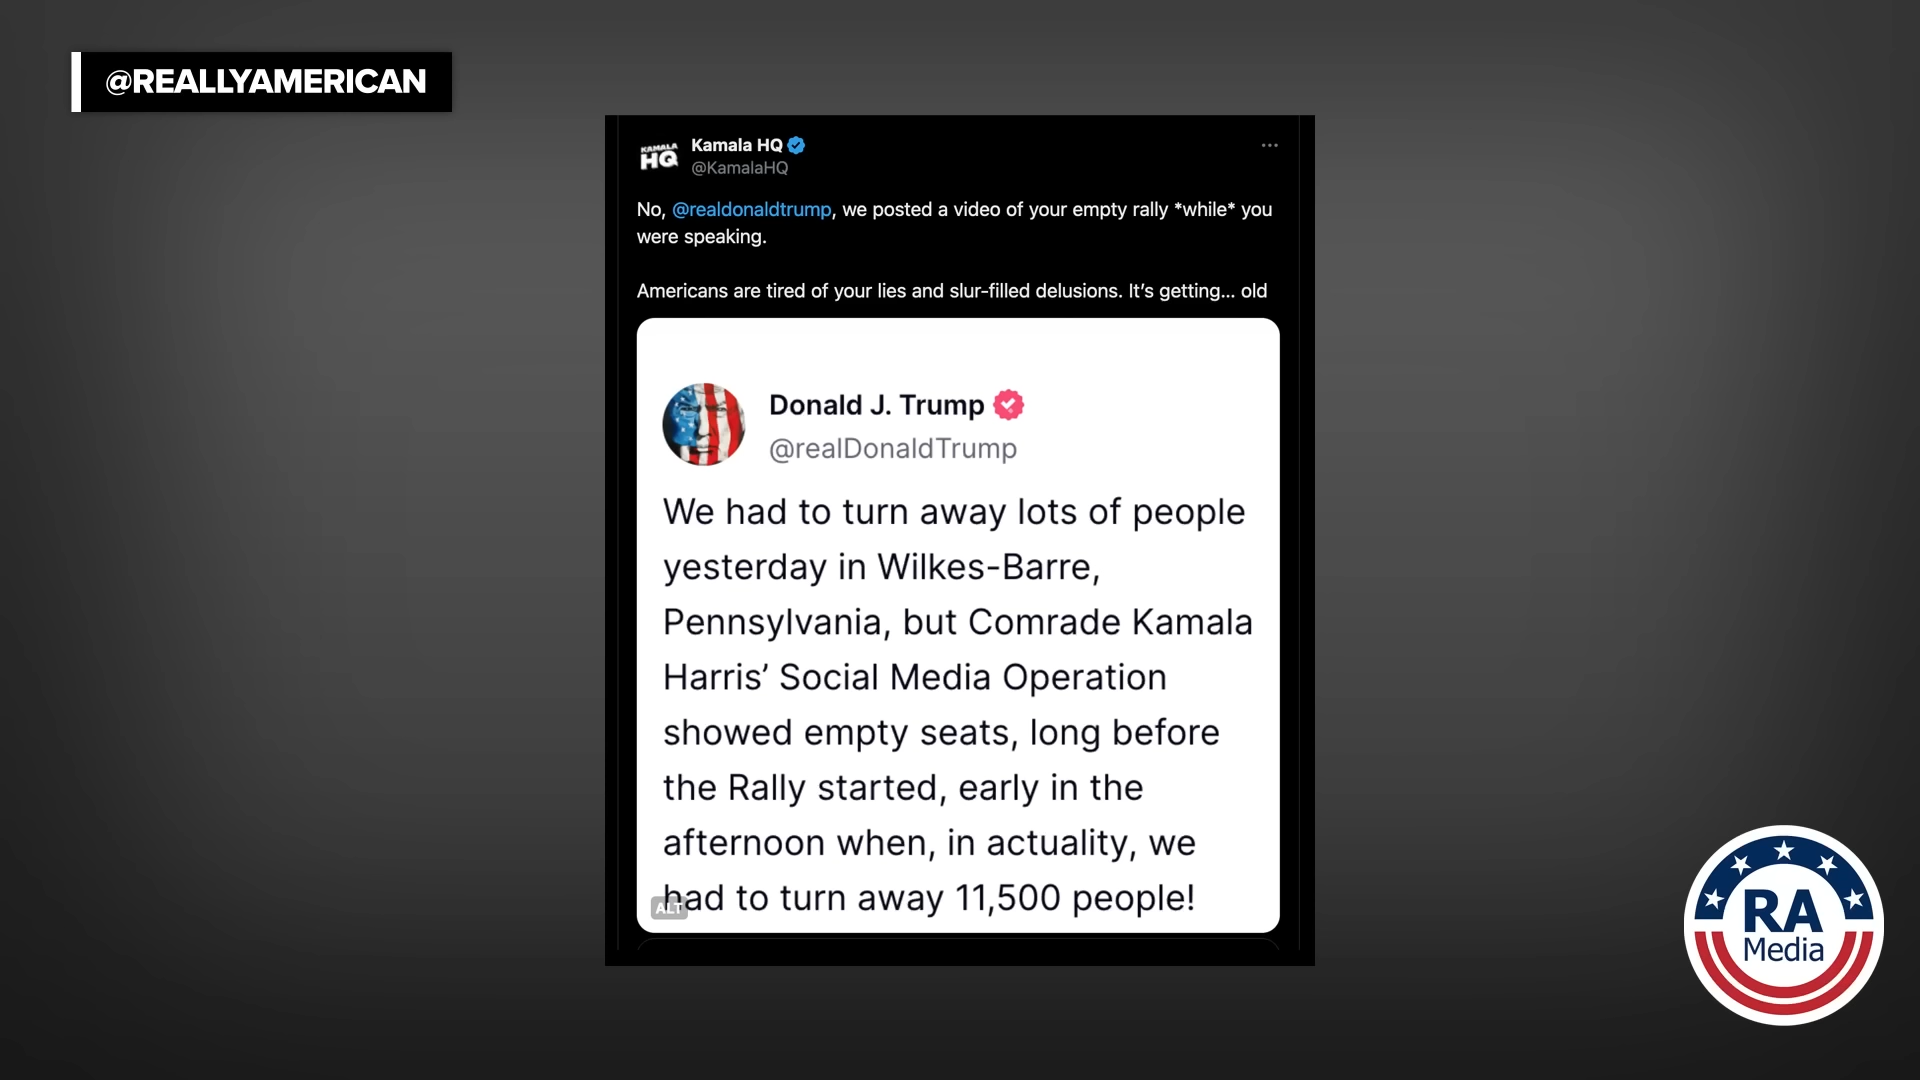 @REALLYAMERICAN
KAMALA
HQ
Kamala HQ
@KamalaHQ
No, @realdonaldtrump, we posted a video of your empty rally *while* you
were speaking.
Americans are tired of your lies and slur-filled delusions. It’s getting... old
Donald J. Trump
@realDonaldTrump
We had to turn away lots of people
yesterday in Wilkes-Barre,
Pennsylvania, but Comrade Kamala
Harris’ Social Media Operation
showed empty seats, long before
the Rally started, early in the
afternoon when, in actuality, we
had to turn away 11,500 people!
ALT
RA
Media